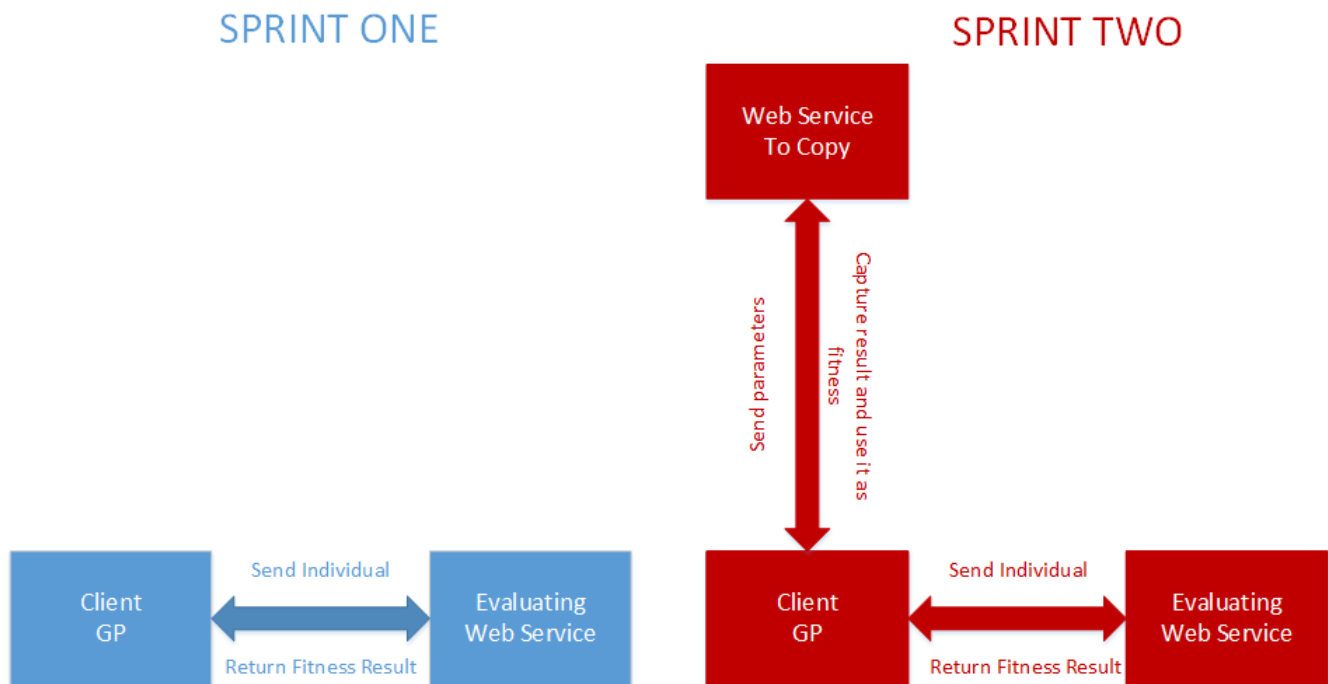 SPRINT ONE
SPRINT TWO
Web Service
To Copy
Send parameters
Capture result and use it as
fitness
Client
GP
Send Individual
Return Fitness Result
Evaluating
Web Service
Client
GP
Send Individual
Return Fitness Result
Evaluating
Web Service